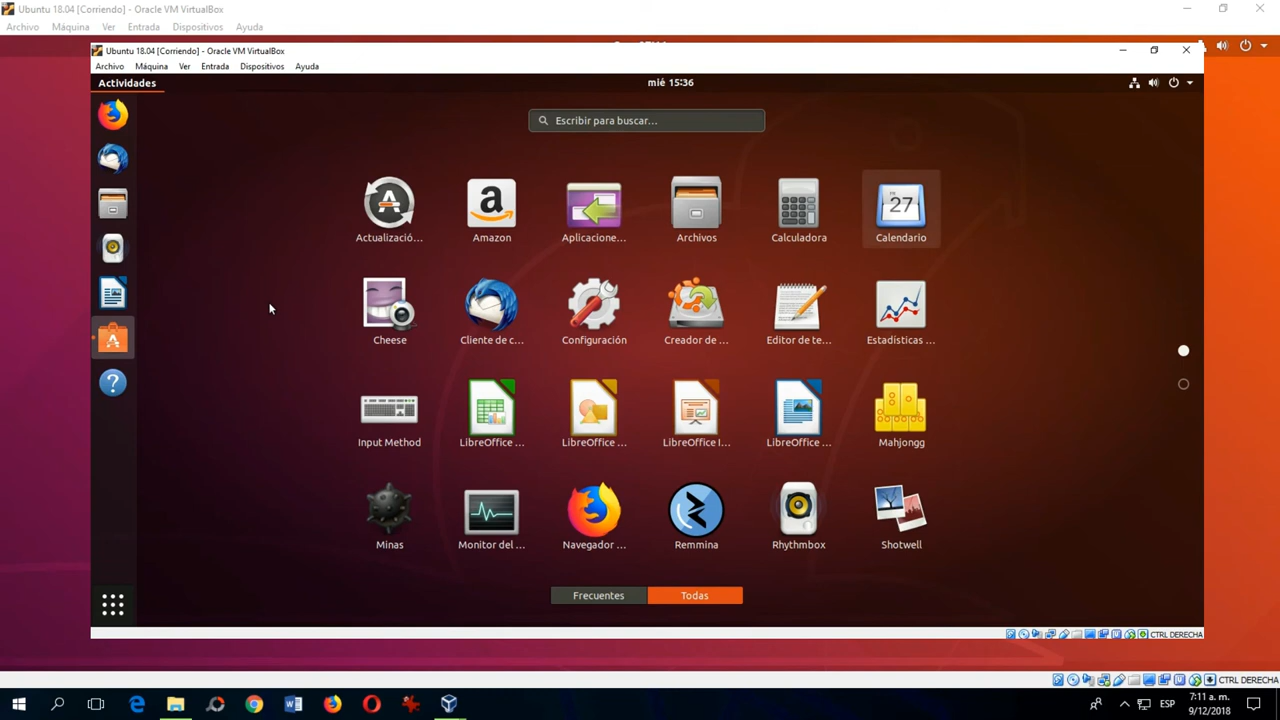 Ubuntu 18.04 [Corriendo] - Oracle VM VirtualBox
Archivo Máquina Ver Entrada Dispositivos Ayuda
Ubuntu 18.04 [Corriendo] - Oracle VM VirtualBox
Archivo Máquina Ver Entrada Dispositivos Ayuda
Actividades
mié 15:36
Escribir para buscar...
Actualizació... Amazon Aplicacione... Archivos Calculadora Calendario
Cheese Cliente de c... Configuración Creador de ... Editor de te... Estadísticas ...
Input Method LibreOffice ... LibreOffice ... LibreOffice I... LibreOffice ... Mahjongg
Minas Monitor del ... Navegador ... Remmina Rhythmbox Shotwell
Frecuentes Todas
CTRL DERECHA
CTRL DERECHA
ESP
7:11 a. m.
9/12/2018